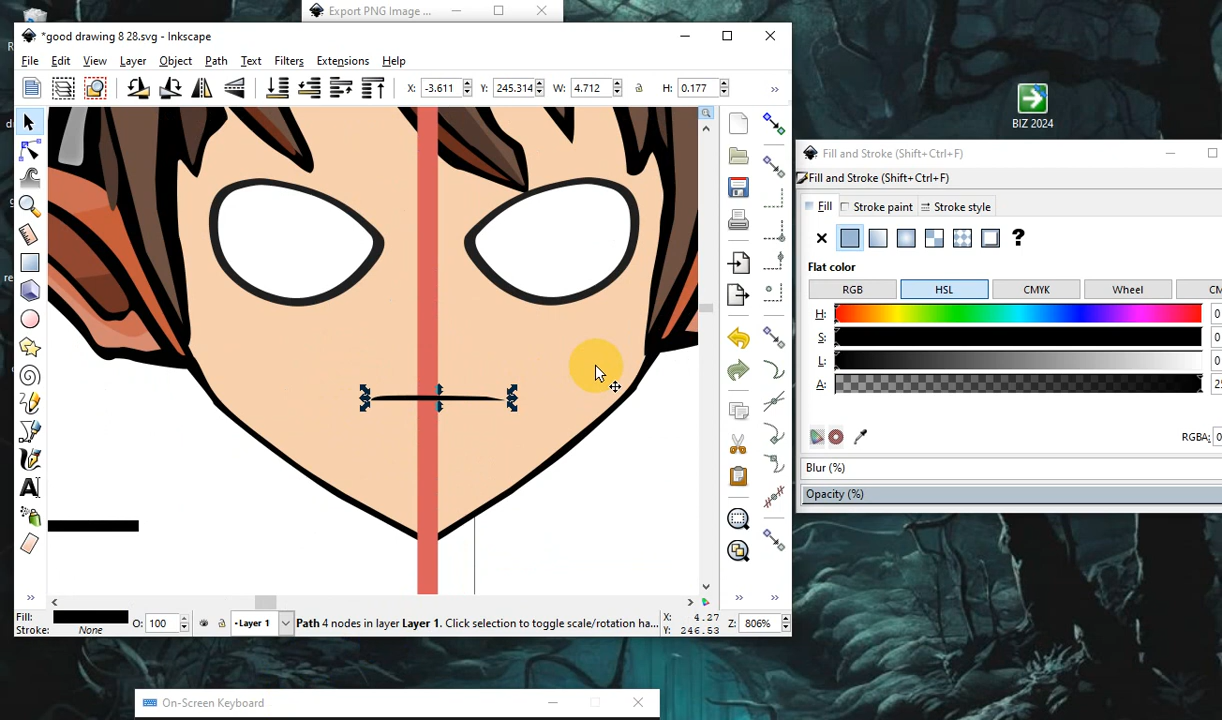 Export PNG Image ...
*good drawing 8 28.svg - Inkscape
File Edit View Layer Object Path Text Filters Extensions Help
X: -3.611 Y: 245.314 W: 4.712 H: 0.177 »
BIZ 2024
Fill and Stroke (Shift+Ctrl+F)
Fill and Stroke (Shift+Ctrl+F)
Fill Stroke paint Stroke style
?
Flat color
RGB HSL CMYK Wheel
H: 0
S: 0
L: 0
A:
RGBA: 0
Blur (%)
Opacity (%)
Fill:
Stroke: None
O: 100
•Layer 1
Path 4 nodes in layer Layer 1. Click selection to toggle scale/rotation ha...
X: 4.27
Y: 246.53
Z: 806%
On-Screen Keyboard